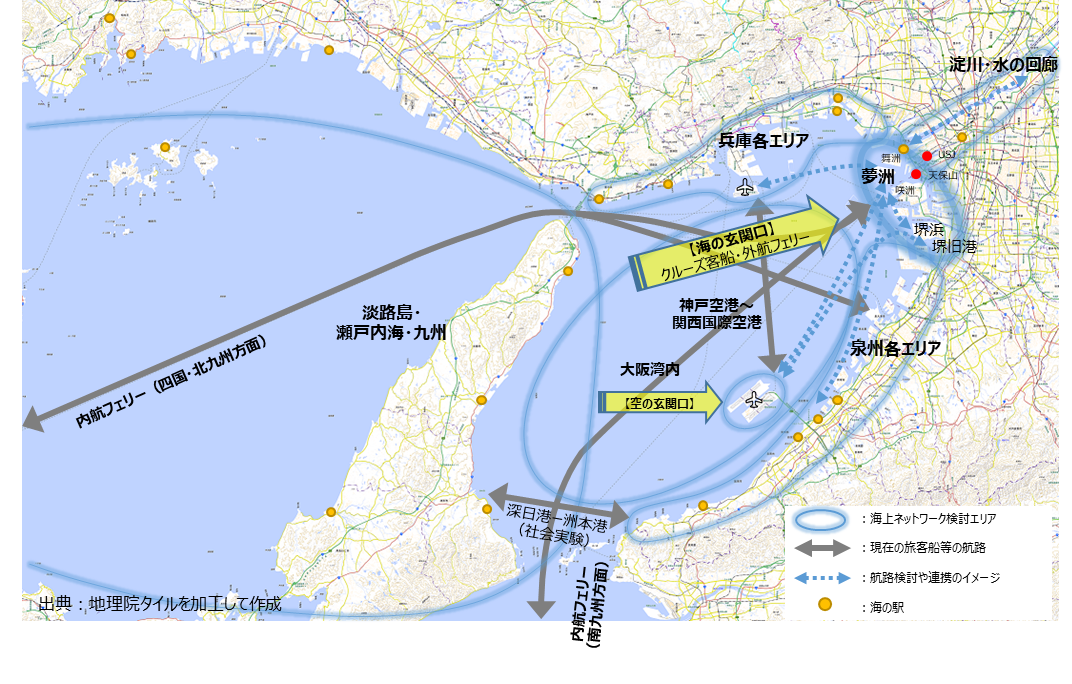 淀川・水の回廊
兵庫各エリア
舞洲
USJ
夢洲
天保山
咲洲
堺浜
堺旧港
【海の玄関口】
クルーズ客船・外航フェリー
神戸空港～
関西国際空港
淡路島・
瀬戸内海・九州
泉州各エリア
内航フェリー（四国・北九州方面）
大阪湾内
【空の玄関口】
深日港－洲本港
（社会実験）
内航フェリー
（南九州方面）
：海上ネットワーク検討エリア
：現在の旅客船等の航路
：航路検討や連携のイメージ
：海の駅
出典：地理院タイルを加工して作成